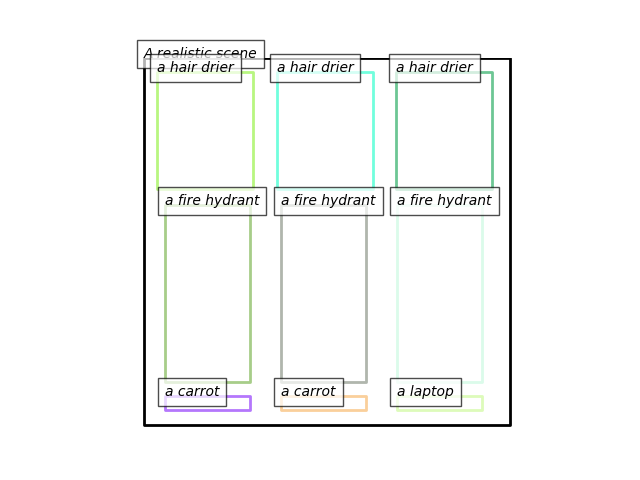 A realistic scene
a hair drier a hair drier a hair drier
a fire hydrant a fire hydrant a fire hydrant
a carrot a carrot a laptop